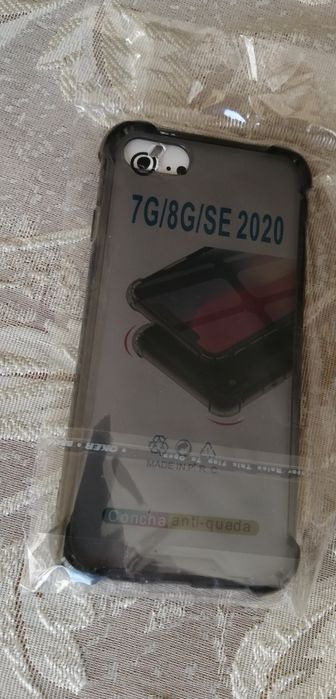 7G/8G/SE 2020
MADE IN P. R. C
Concha anti-queda